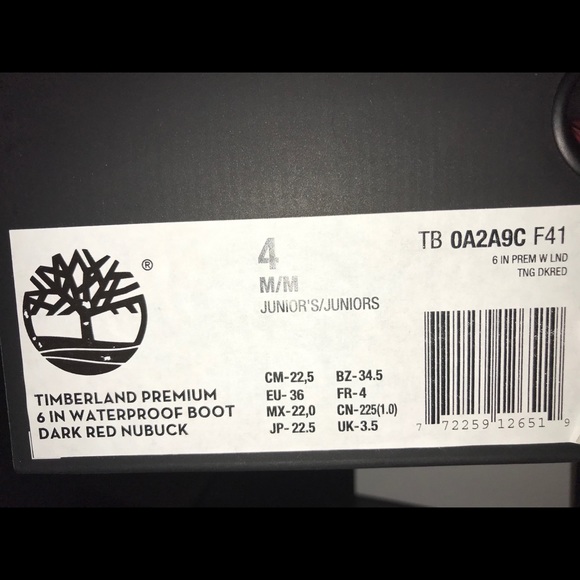 4
M/M
JUNIOR'S/JUNIORS
TB 0A2A9C F41
6 IN PREM W LND
TNG DKRED
®
TIMBERLAND PREMIUM
6 IN WATERPROOF BOOT
DARK RED NUBUCK
CM-22,5 BZ-34.5
EU-36 FR-4
MX-22,0 CN-225(1.0)
JP-22.5 UK-3.5
7 72259 12651 9